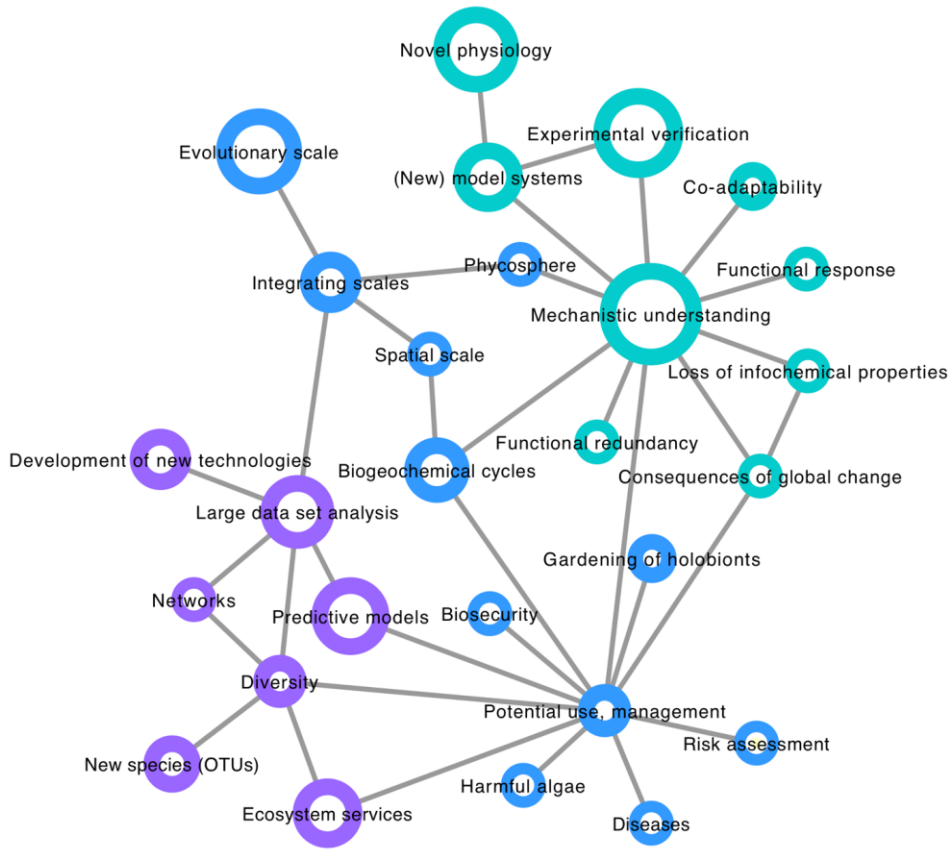 Novel physiology
Experimental verification
Evolutionary scale
(New) model systems
Co-adaptability
Phycosphere
Functional response
Integrating scales
Mechanistic understanding
Spatial scale
Loss of infochemical properties
Functional redundancy
Development of new technologies
Biogeochemical cycles
Consequences of global change
Large data set analysis
Gardening of holobionts
Networks
Predictive models
Biosecurity
Diversity
Potential use, management
Risk assessment
New species (OTUs)
Harmful algae
Ecosystem services
Diseases